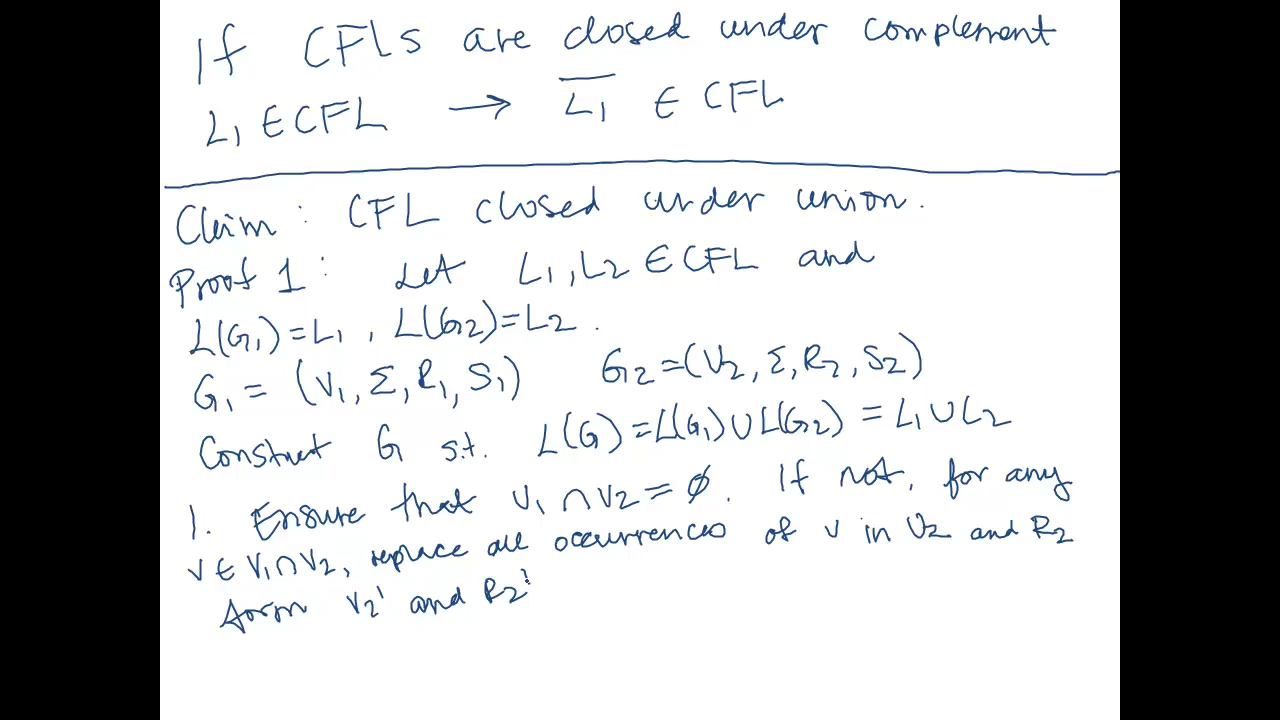 If CFLs are closed under complement
L₁ ∈ CFL → L̅₁ ∈ CFL
Claim : CFL closed under union.
Proof 1 : Let L₁, L₂ ∈ CFL and
L(G₁) = L₁ , L(G₂) = L₂ .
G₁ = (V₁, Σ, R₁, S₁) G₂ = (V₂, Σ, R₂, S₂)
Construct G s.t. L(G) = L(G₁) ∪ L(G₂) = L₁ ∪ L₂
1. Ensure that V₁ ∩ V₂ = ∅. If not, for any
v ∈ V₁ ∩ V₂, replace all occurrences of v in V₂ and R₂
form V₂' and R₂'